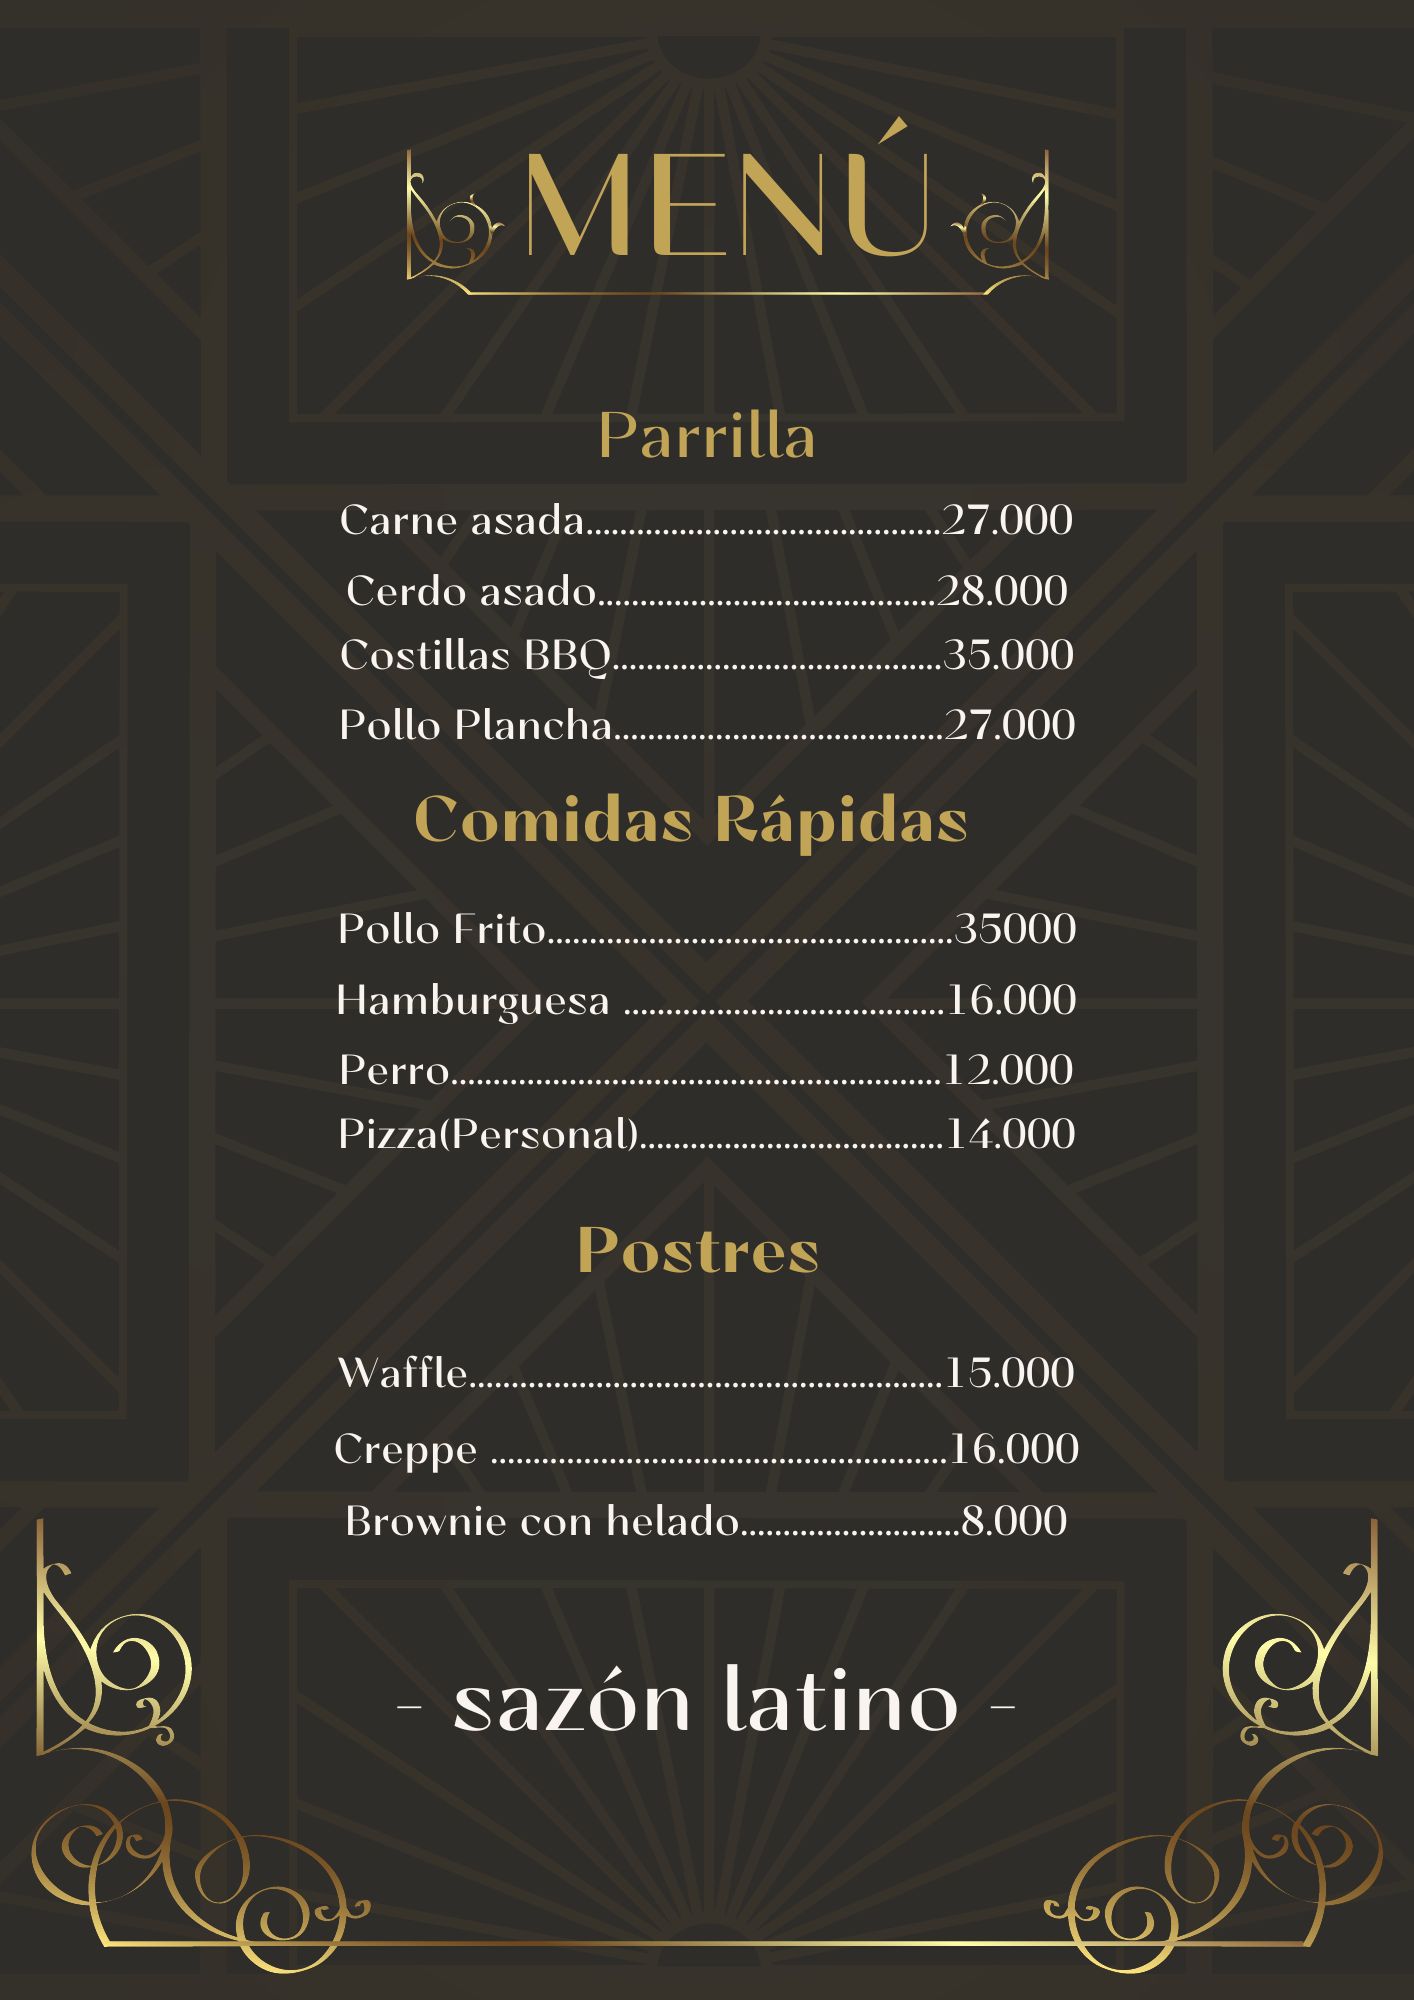 MENÚ
Parrilla
Carne asada..........................................27.000
Cerdo asado........................................28.000
Costillas BBQ.......................................35.000
Pollo Plancha.......................................27.000
Comidas Rápidas
Pollo Frito................................................35000
Hamburguesa ......................................16.000
Perro..........................................................12.000
Pizza(Personal)....................................14.000
Postres
Waffle........................................................15.000
Creppe ......................................................16.000
Brownie con helado..........................8.000
- sazón latino -